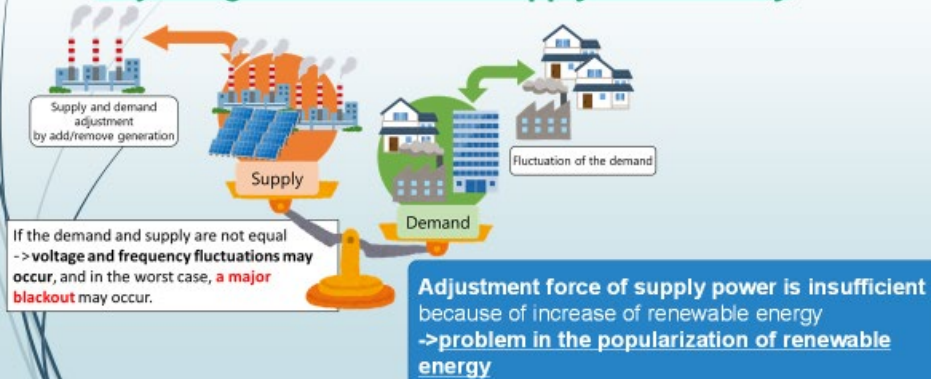 Supply and demand
adjustment
by add/remove generation
Supply
Fluctuation of the demand
Demand
If the demand and supply are not equal
->voltage and frequency fluctuations may
occur, and in the worst case, a major
blackout may occur.
Adjustment force of supply power is insufficient
because of increase of renewable energy
->problem in the popularization of renewable
energy